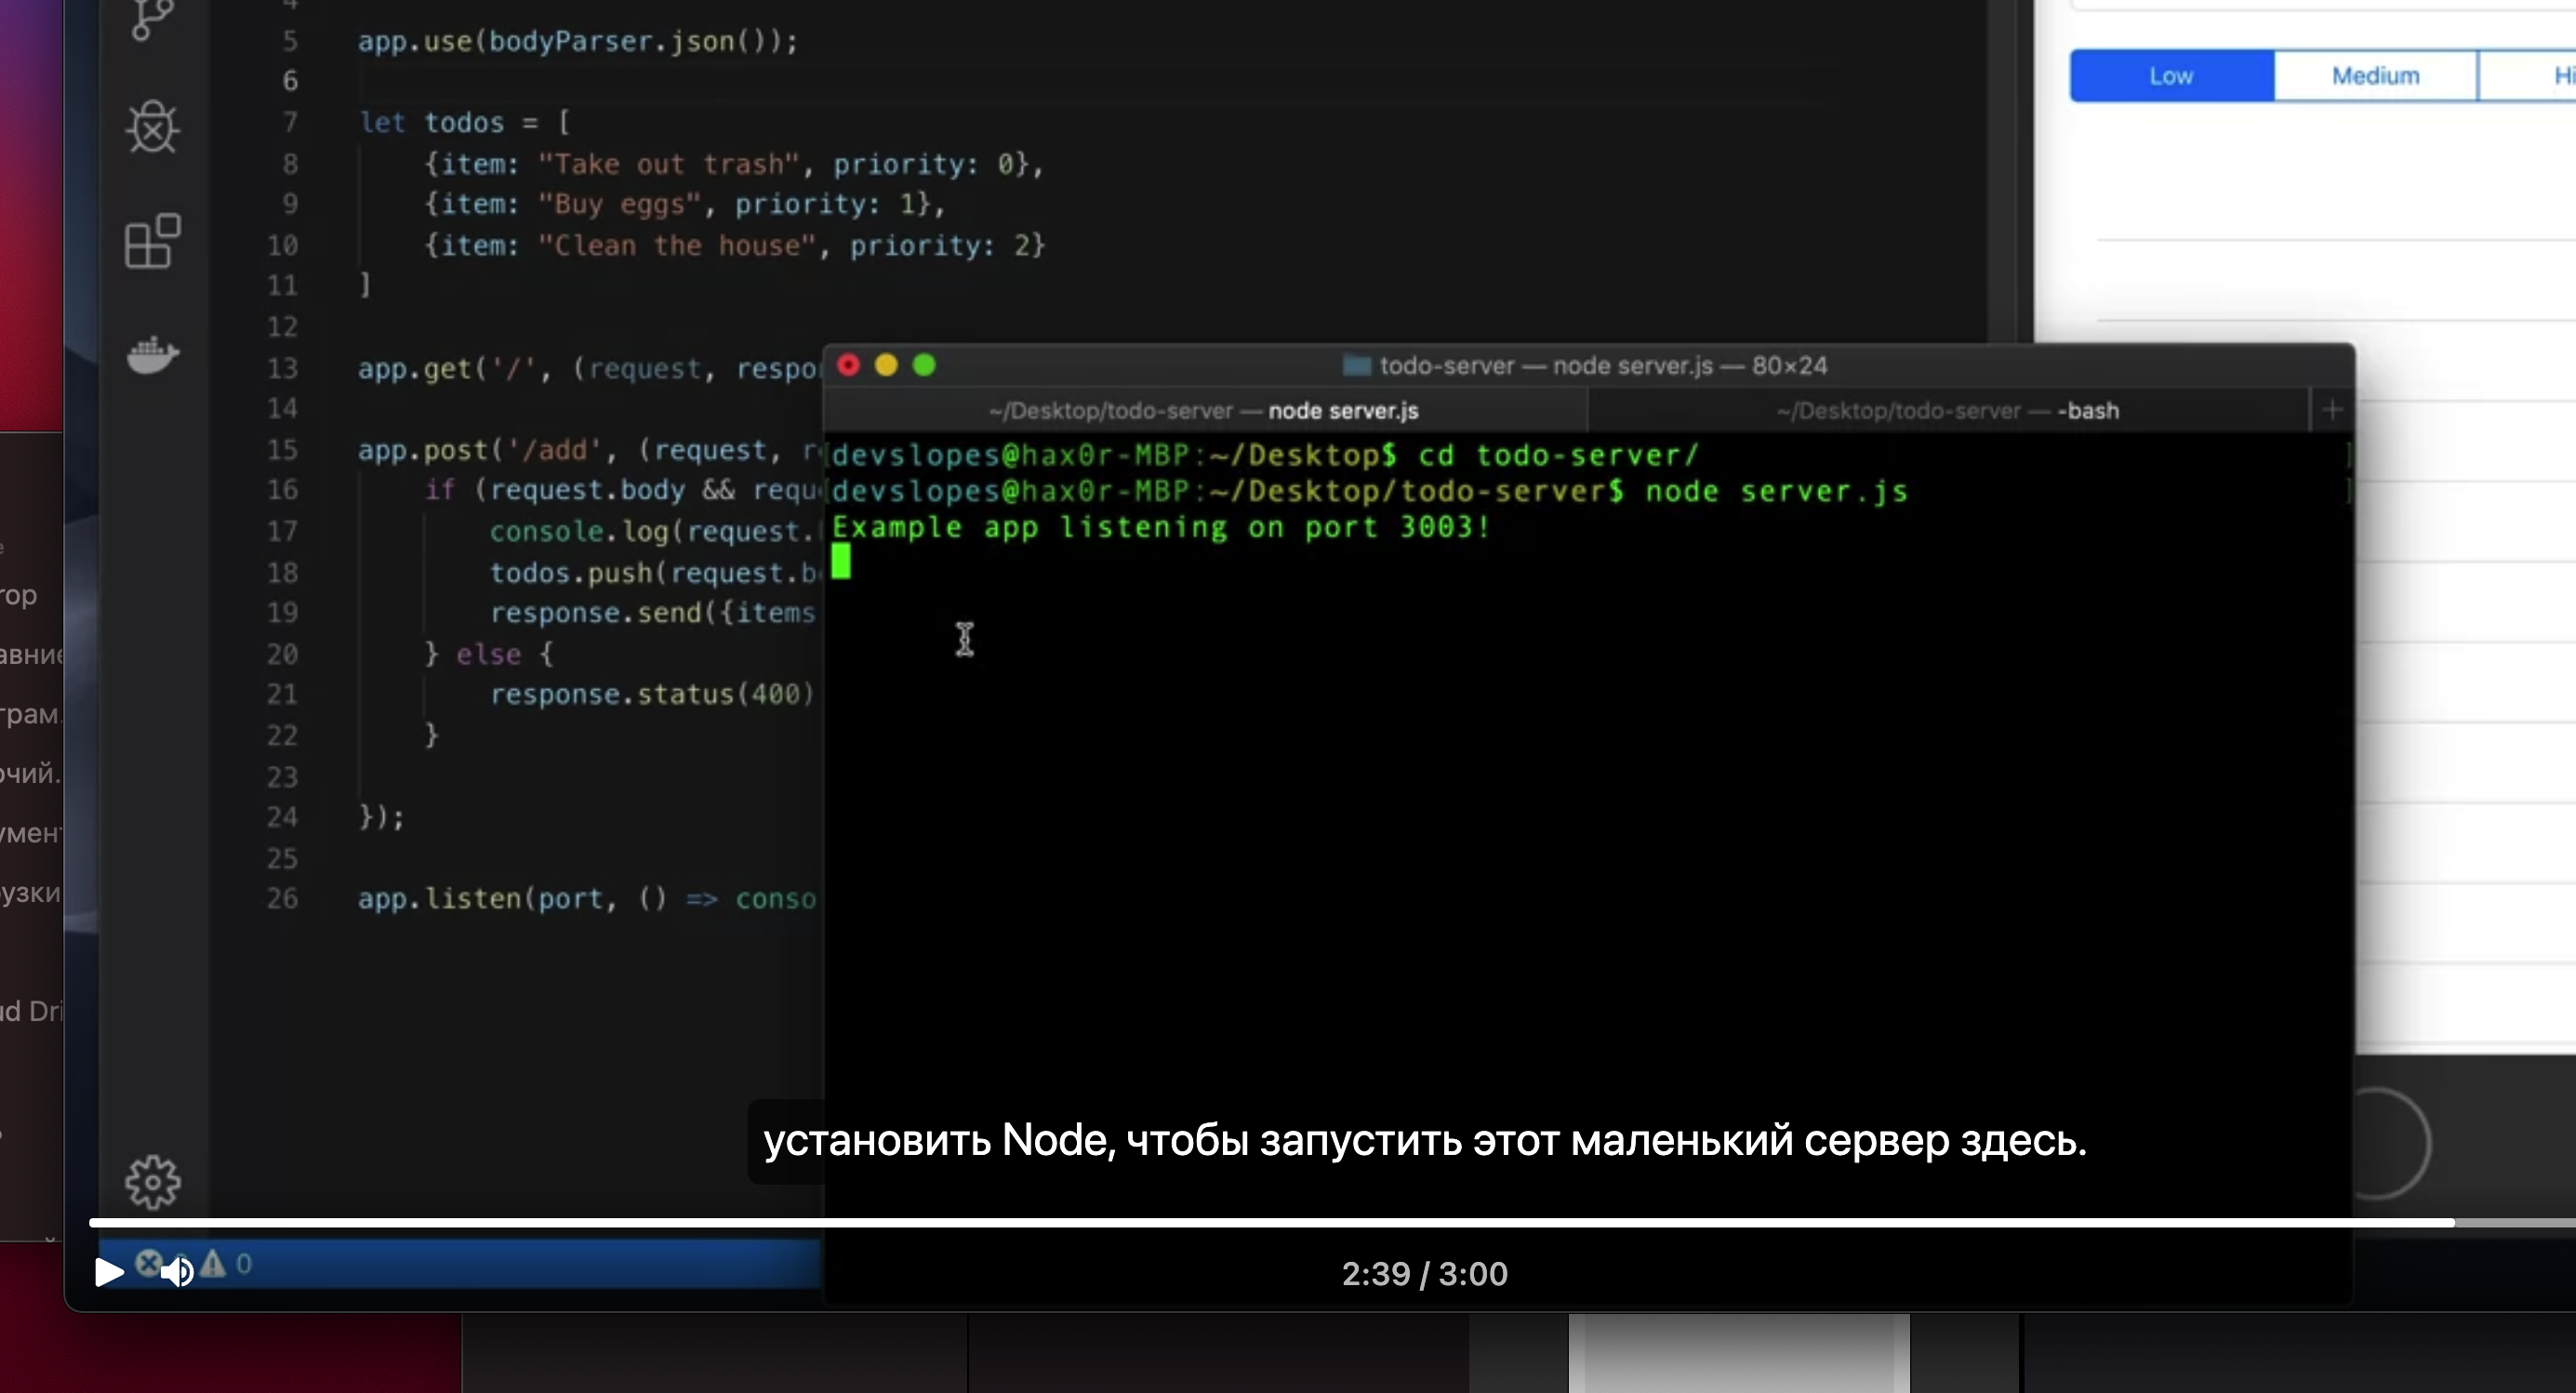 4
5 app.use(bodyParser.json());
6
7 let todos = [
8 {item: "Take out trash", priority: 0},
9 {item: "Buy eggs", priority: 1},
10 {item: "Clean the house", priority: 2}
11 ]
12
13 app.get('/', (request, respo
14
15 app.post('/add', (request, r
16 if (request.body && requ
17 console.log(request.
18 todos.push(request.b
19 response.send({items
20 } else {
21 response.status(400)
22 }
23
24 });
25
26 app.listen(port, () => conso
Low Medium Hi
todo-server — node server.js — 80×24
~/Desktop/todo-server — node server.js ~/Desktop/todo-server — -bash +
devslopes@hax0r-MBP:~/Desktop$ cd todo-server/
devslopes@hax0r-MBP:~/Desktop/todo-server$ node server.js
Example app listening on port 3003!
rop
авние
грам.
очий.
умент
узки
ud Dri
установить Node, чтобы запустить этот маленький сервер здесь.
0
2:39 / 3:00